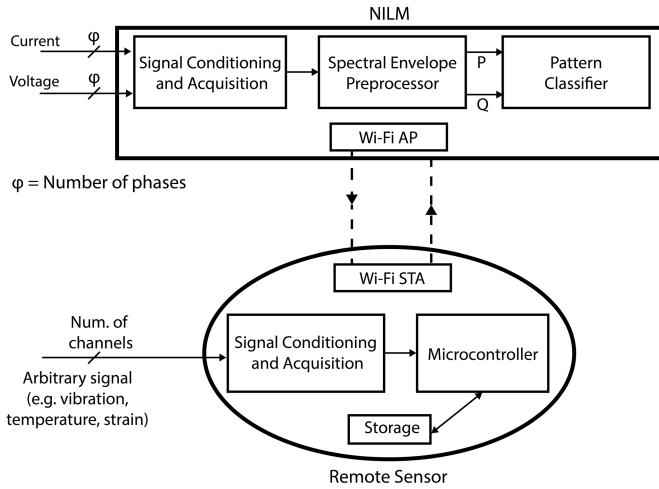 NILM
Current
φ
Voltage
φ
Signal Conditioning
and Acquisition
Spectral Envelope
Preprocessor
P
Q
Pattern
Classifier
Wi-Fi AP
φ = Number of phases
Wi-Fi STA
Num. of
channels
Arbitrary signal
(e.g. vibration,
temperature, strain)
Signal Conditioning
and Acquisition
Microcontroller
Storage
Remote Sensor